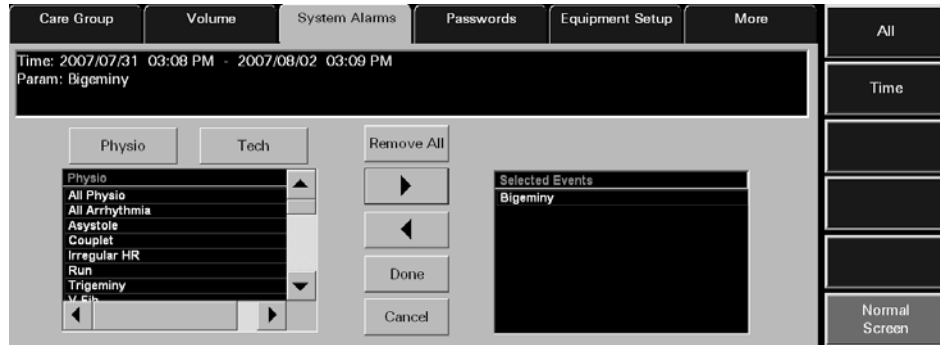 Care Group
Volume
System Alarms
Passwords
Equipment Setup
More
All
Time: 2007/07/31 03:08 PM - 2007/08/02 03:09 PM
Param: Bigeminy
Time
Physio
Tech
Remove All
Physio
All Physio
All Arrhythmia
Asystole
Couplet
Irregular HR
Run
Trigeminy
V Fib
Selected Events
Bigeminy
Done
Cancel
Normal
Screen